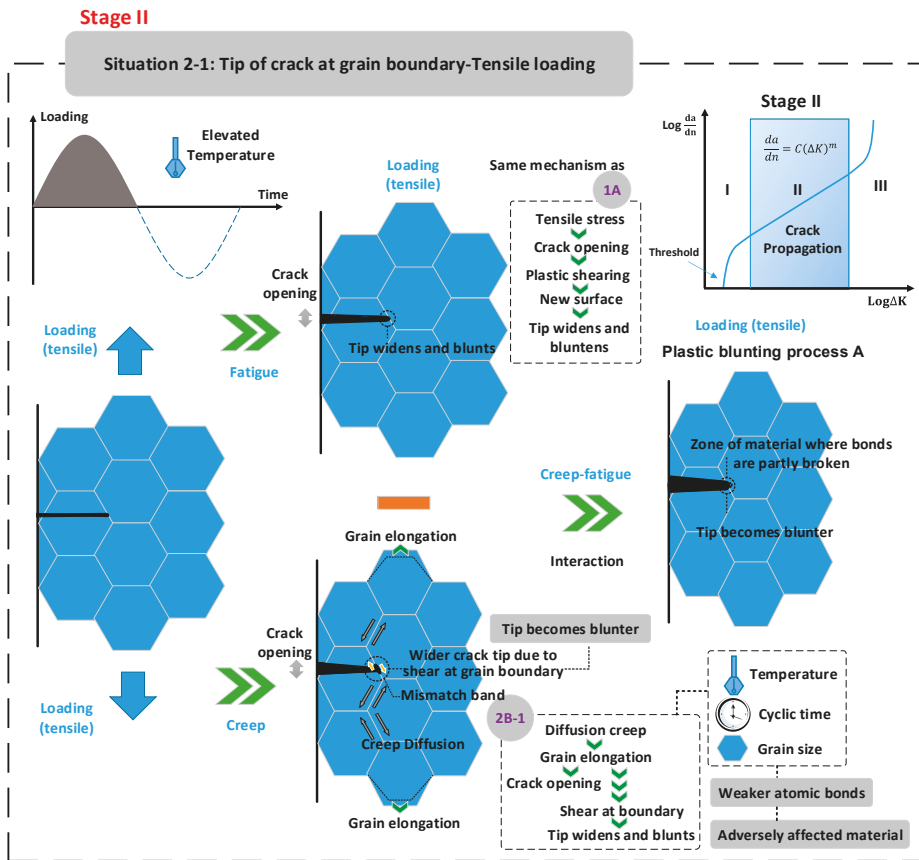 Stage II
Situation 2-1: Tip of crack at grain boundary-Tensile loading
Loading
Elevated
Temperature
Time
Loading
(tensile)
Crack
opening
Tip widens and blunts
Same mechanism as
1A
Tensile stress
Crack opening
Plastic shearing
New surface
Tip widens and
bluntens
Stage II
Log da/dn
da/dn = C(ΔK)^m
I
II
III
Crack
Propagation
Threshold
LogΔK
Loading
(tensile)
Fatigue
Loading (tensile)
Plastic blunting process A
Zone of material where bonds
are partly broken
Tip becomes blunter
Creep-fatigue
Interaction
Grain elongation
Crack
opening
Tip becomes blunter
Wider crack tip due to
shear at grain boundary
Mismatch band
Creep Diffusion
Grain elongation
Loading
(tensile)
Creep
2B-1
Diffusion creep
Grain elongation
Crack opening
Shear at boundary
Tip widens and blunts
Temperature
Cyclic time
Grain size
Weaker atomic bonds
Adversely affected material